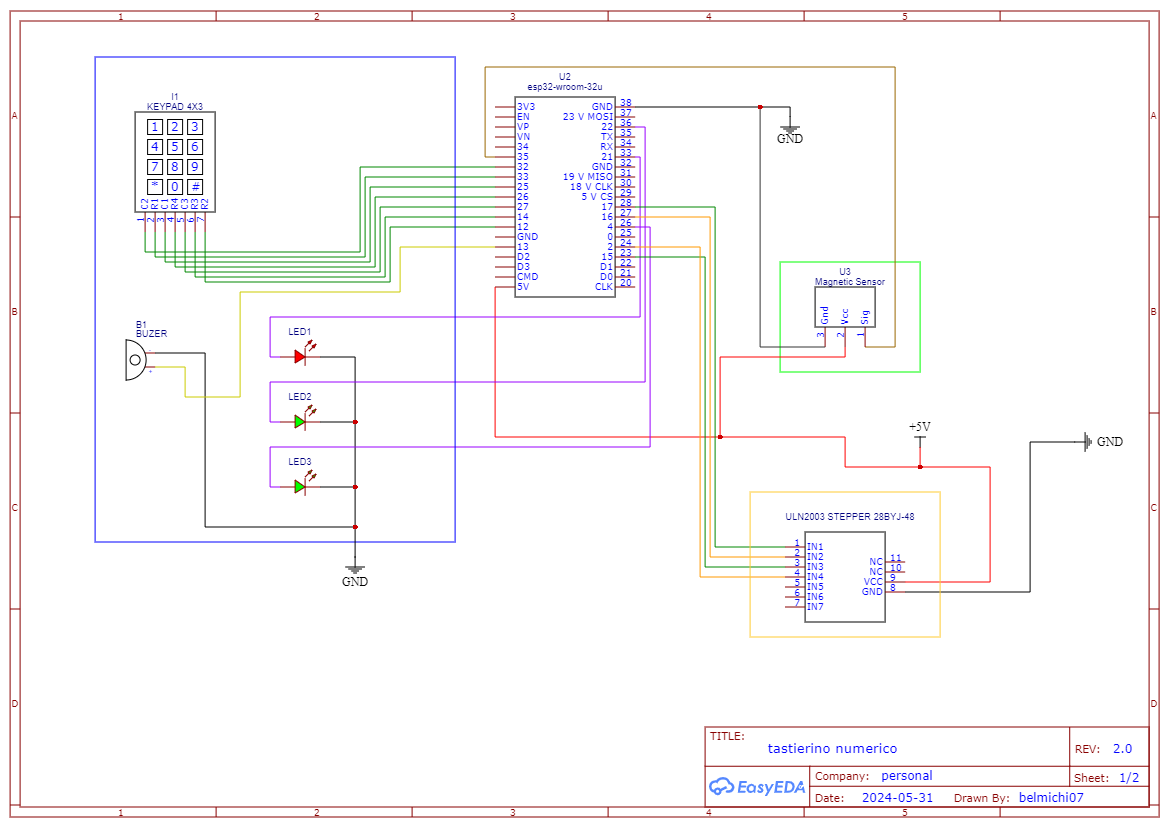 1 2 3 4 5
A A
B B
C C
D D
I1
KEYPAD 4X3
1 2 3
4 5 6
7 8 9
* 0 #
C2 R1 C1 R4 C3 R3 R2
1 2 3 4 5 6 7
U2
esp32-wroom-32u
3V3 GND 38
EN 23 V MOSI 37
VP 22 36
VN TX 35
34 RX 34
35 21 33
32 GND 32
33 19 V MISO 31
25 18 V CLK 30
26 5 V CS 29
27 17 28
14 16 27
12 4 26
GND 0 25
13 2 24
D2 15 23
D3 D1 22
CMD D0 21
5V CLK 20
GND
U3
Magnetic Sensor
Gnd Vcc Sig
3 2 1
B1
BUZER
- 
+
LED1
LED2
LED3
GND
+5V
GND
ULN2003 STEPPER 28BYJ-48
1 IN1
2 IN2
3 IN3
4 IN4
5 IN5
6 IN6
7 IN7
NC 11
NC 10
VCC 9
GND 8
TITLE:
tastierino numerico
REV: 2.0
EasyEDA
Company: personal
Sheet: 1/2
Date: 2024-05-31 Drawn By: belmichi07
1 2 3 4 5